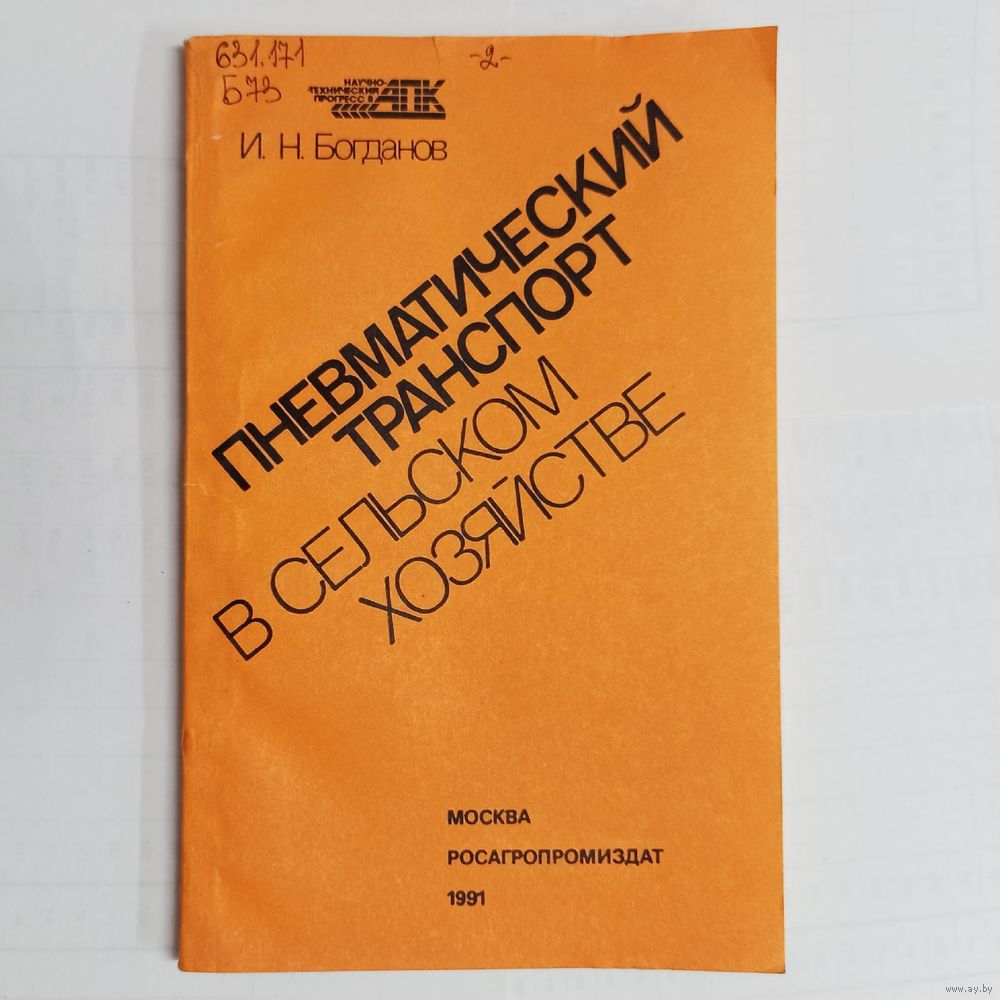 631.171
-2-
Б73
НАУЧНО-
ТЕХНИЧЕСКИЙ
ПРОГРЕСС В АПК
И. Н. Богданов
ПНЕВМАТИЧЕСКИЙ
ТРАНСПОРТ
В СЕЛЬСКОМ
ХОЗЯЙСТВЕ
МОСКВА
РОСАГРОПРОМИЗДАТ
1991
www.ay.by